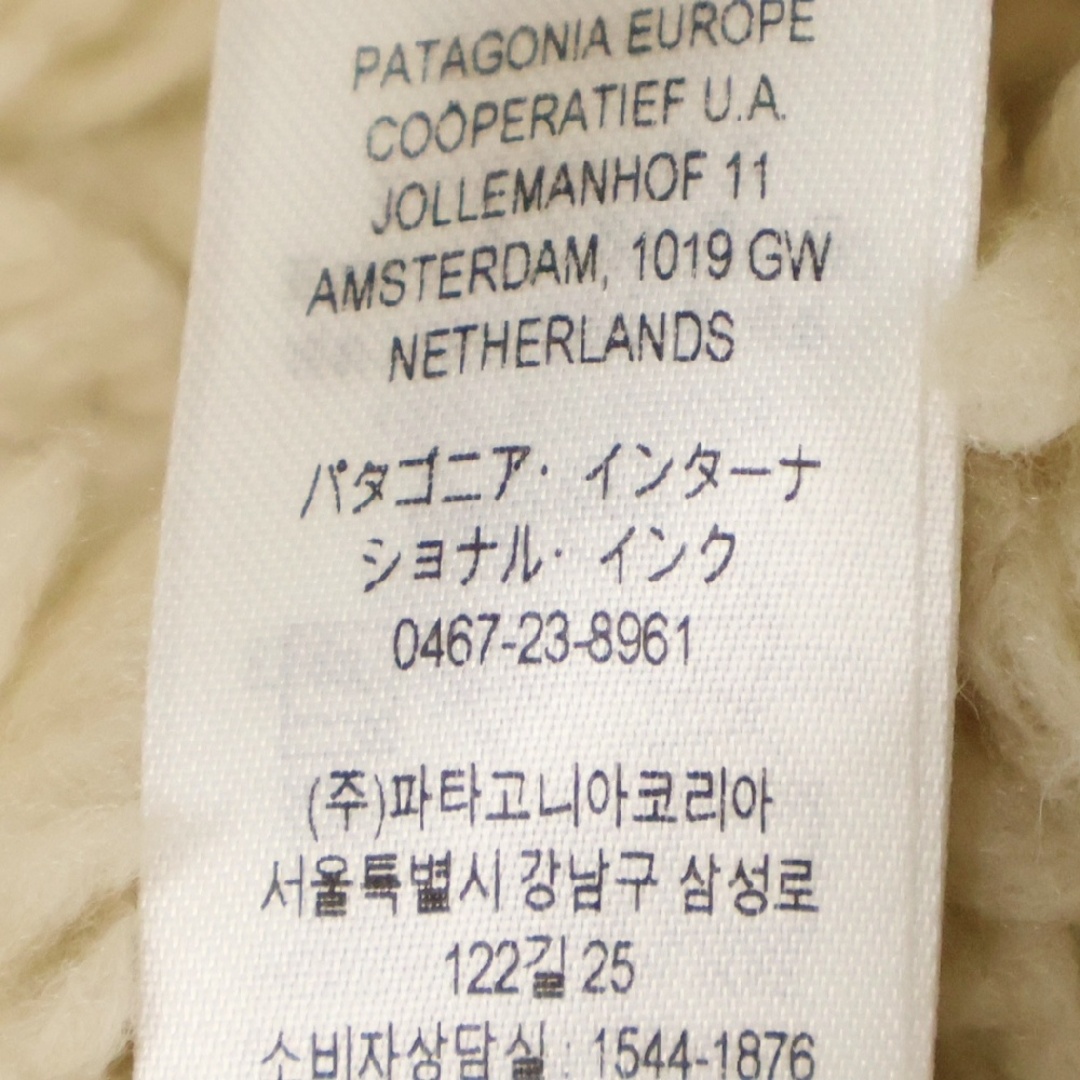 PATAGONIA EUROPE
COÖPERATIEF U.A.
JOLLEMANHOF 11
AMSTERDAM, 1019 GW
NETHERLANDS
パタゴニア・インターナ
ショナル・インク
0467-23-8961
(주)파타고니아코리아
서울특별시 강남구 삼성로
122길 25
소비자상담실 : 1544-1876